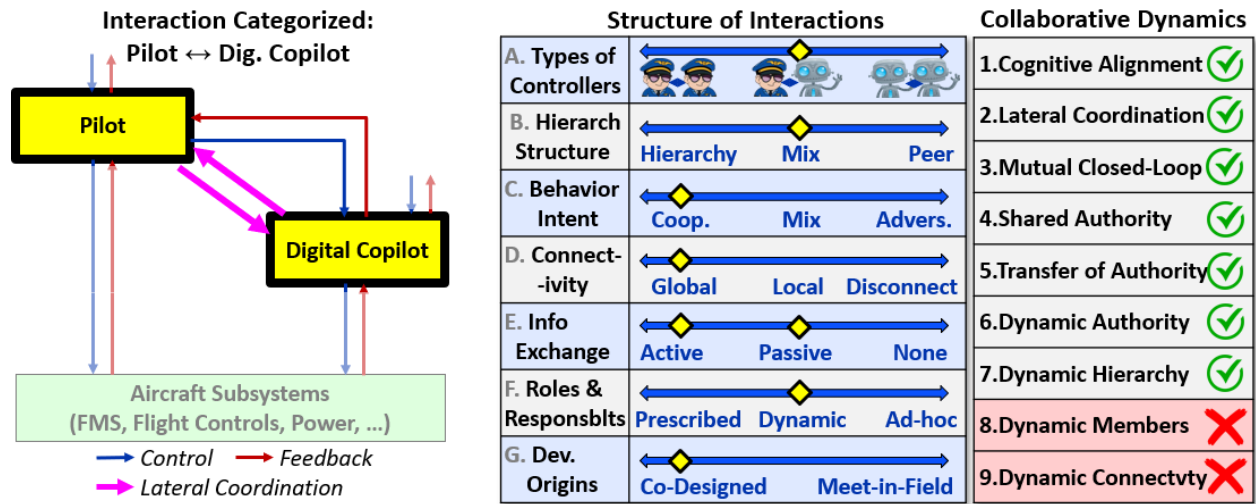 Interaction Categorized:
Pilot ↔ Dig. Copilot
Pilot
Digital Copilot
Aircraft Subsystems
(FMS, Flight Controls, Power, ...)
Control
Feedback
Lateral Coordination
Structure of Interactions
A. Types of
Controllers
B. Hierarch
Structure
Hierarchy Mix Peer
C. Behavior
Intent
Coop. Mix Advers.
D. Connect-
-ivity
Global Local Disconnect
E. Info
Exchange
Active Passive None
F. Roles &
Responsblts
Prescribed Dynamic Ad-hoc
G. Dev.
Origins
Co-Designed Meet-in-Field
Collaborative Dynamics
1.Cognitive Alignment
2.Lateral Coordination
3.Mutual Closed-Loop
4.Shared Authority
5.Transfer of Authority
6.Dynamic Authority
7.Dynamic Hierarchy
8.Dynamic Members
9.Dynamic Connectvty